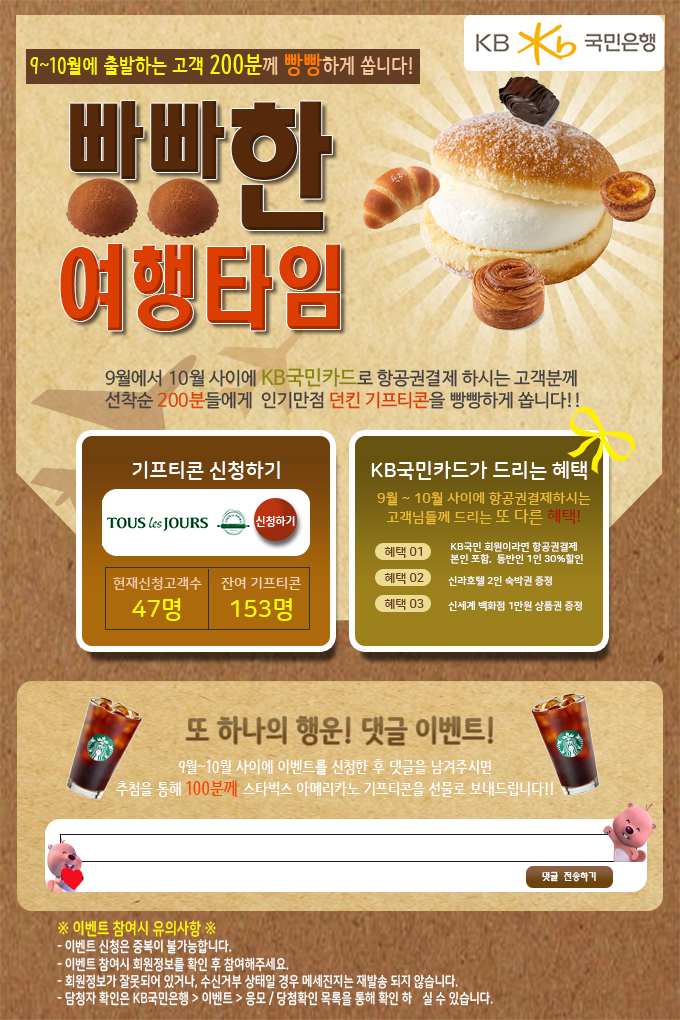 KB 국민은행
9~10월에 출발하는 고객 200분께 빵빵하게 쏩니다!
빵빵한
여행타임
9월에서 10월 사이에 KB국민카드로 항공권결제 하시는 고객분께
선착순 200분들에게 인기만점 던킨 기프티콘을 빵빵하게 쏩니다!!
기프티콘 신청하기
TOUS les JOURS
신청하기
현재신청고객수 잔여 기프티콘
47명 153명
KB국민카드가 드리는 혜택
9월 ~ 10월 사이에 항공권결제하시는
고객님들께 드리는 또 다른 혜택!
혜택 01 KB국민 회원이라면 항공권결제
본인 포함, 동반인 1인 30%할인
혜택 02 신라호텔 2인 숙박권 증정
혜택 03 신세계 백화점 1만원 상품권 증정
또 하나의 행운! 댓글 이벤트!
9월~10월 사이에 이벤트를 신청한 후 댓글을 남겨주시면
추첨을 통해 100분께 스타벅스 아메리카노 기프티콘을 선물로 보내드립니다!!
댓글 전송하기
※ 이벤트 참여시 유의사항 ※
- 이벤트 신청은 중복이 불가능합니다.
- 이벤트 참여시 회원정보를 확인 후 참여해주세요.
- 회원정보가 잘못되어 있거나, 수신거부 상태일 경우 메세진지는 재발송 되지 않습니다.
- 담청자 확인은 KB국민은행 > 이벤트 > 응모 / 당첨확인 목록을 통해 확인 하 실 수 있습니다.